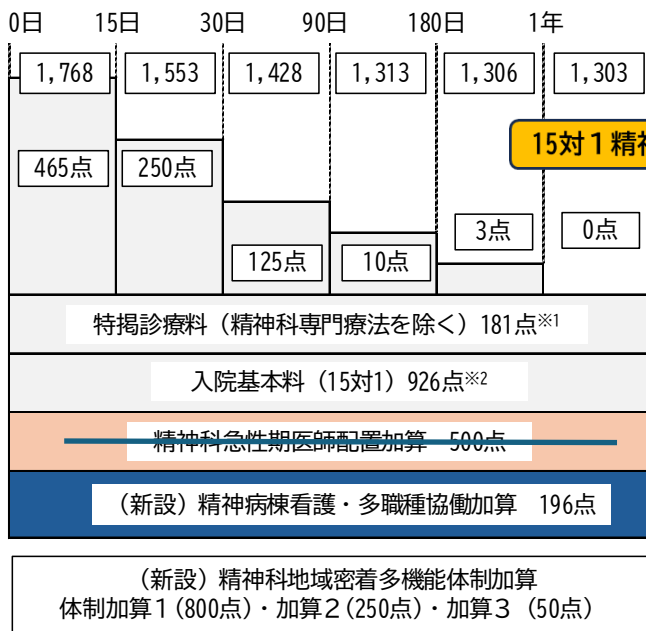 0日 15日 30日 90日 180日 1年
1,768 1,553 1,428 1,313 1,306 1,303
15対１精神
465点 250点 3点 0点
125点 10点
特掲診療料（精神科専門療法を除く）181点※1
入院基本料（15対1）926点※2
精神科急性期医師配置加算　500点
（新設）精神病棟看護・多職種協働加算　196点
（新設）精神科地域密着多機能体制加算
体制加算１(800点)・加算２(250点)・加算３（50点）